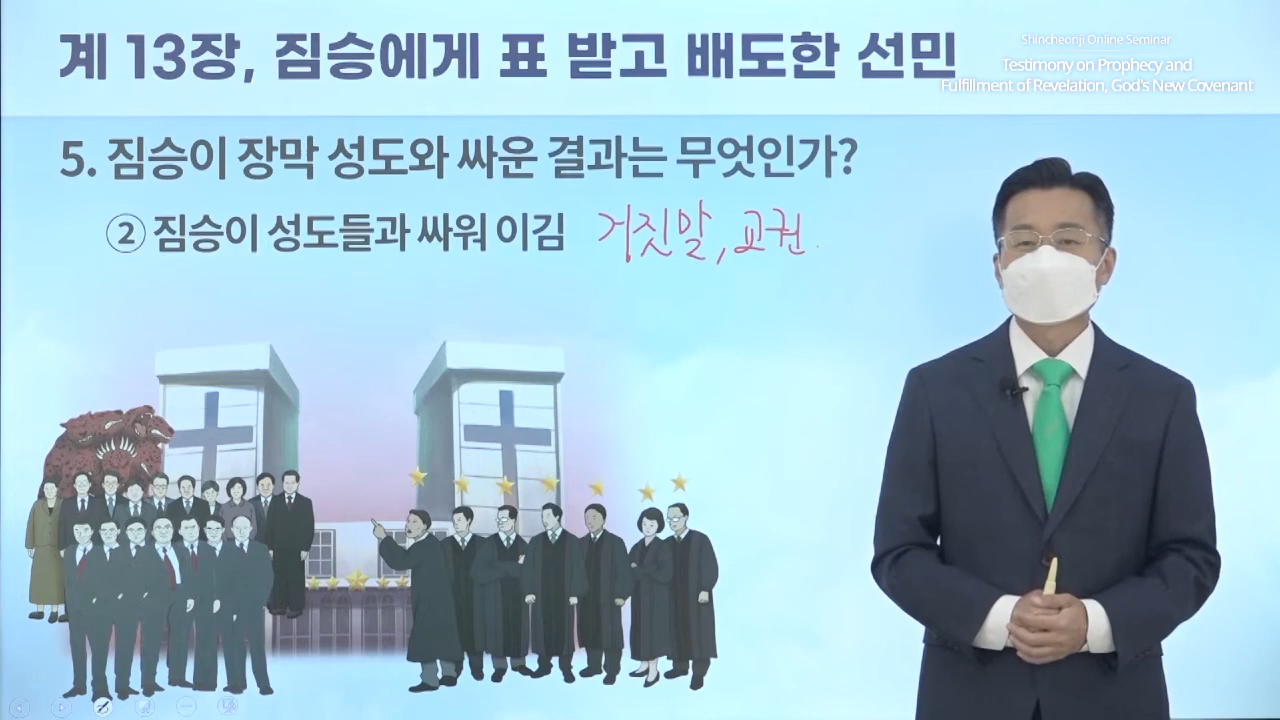 계 13장, 짐승에게 표 받고 배도한 선민
Shincheonji Online Seminar
Testimony on Prophecy and
Fulfillment of Revelation, God's New Covenant
5. 짐승이 장막 성도와 싸운 결과는 무엇인가?
② 짐승이 성도들과 싸워 이김 거짓말, 교권.